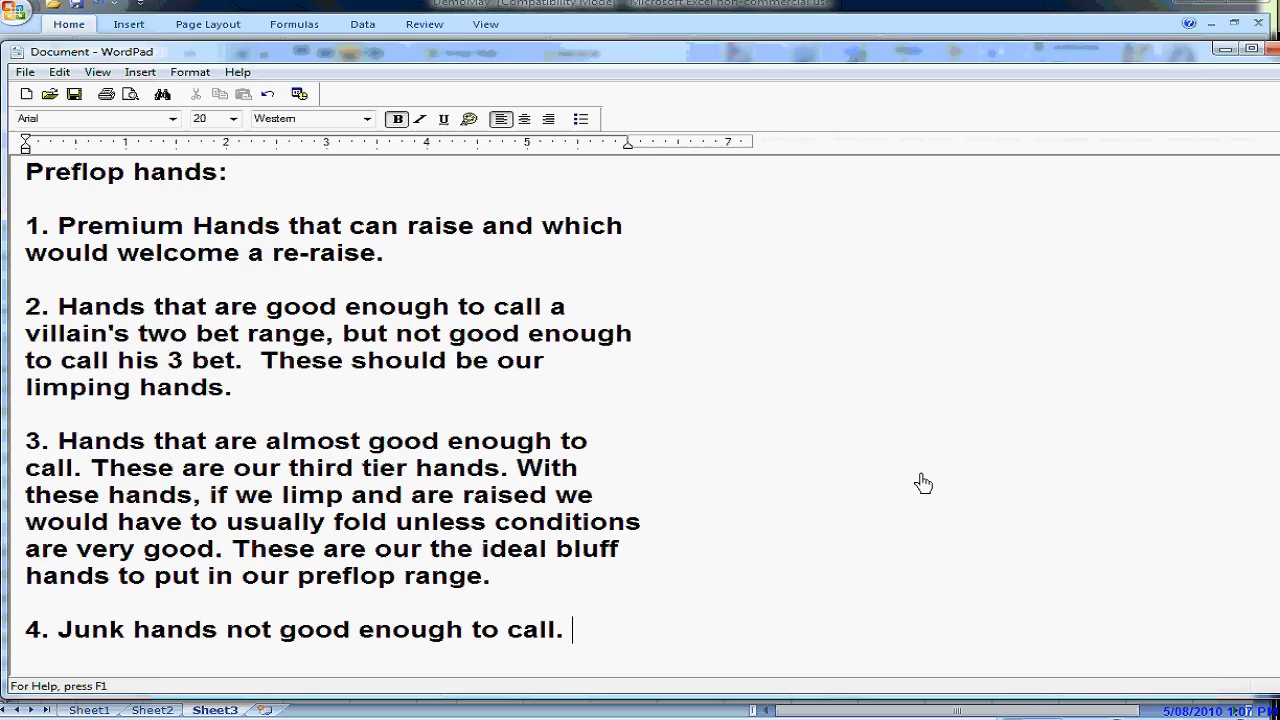 Home Insert Page Layout Formulas Data Review View
Document - WordPad
File Edit View Insert Format Help
Arial 20 Western
1 2 3 4 5 7
Preflop hands:
1. Premium Hands that can raise and which
would welcome a re-raise.
2. Hands that are good enough to call a
villain's two bet range, but not good enough
to call his 3 bet.  These should be our
limping hands.
3. Hands that are almost good enough to
call. These are our third tier hands. With
these hands, if we limp and are raised we
would have to usually fold unless conditions
are very good. These are our the ideal bluff
hands to put in our preflop range.
4. Junk hands not good enough to call.
For Help, press F1
Sheet1 Sheet2 Sheet3
5/08/2010 1:07 PM